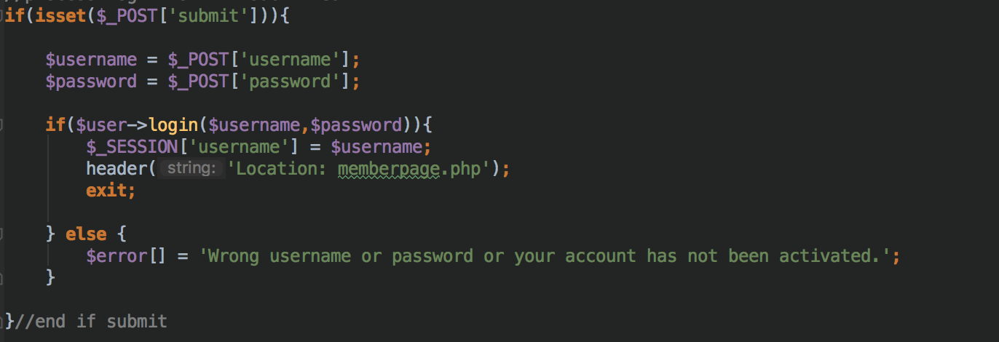 if(isset($_POST['submit'])){
$username = $_POST['username'];
$password = $_POST['password'];
if($user->login($username,$password)){
$_SESSION['username'] = $username;
header( string: 'Location: memberpage.php');
exit;
} else {
$error[] = 'Wrong username or password or your account has not been activated.';
}
}//end if submit